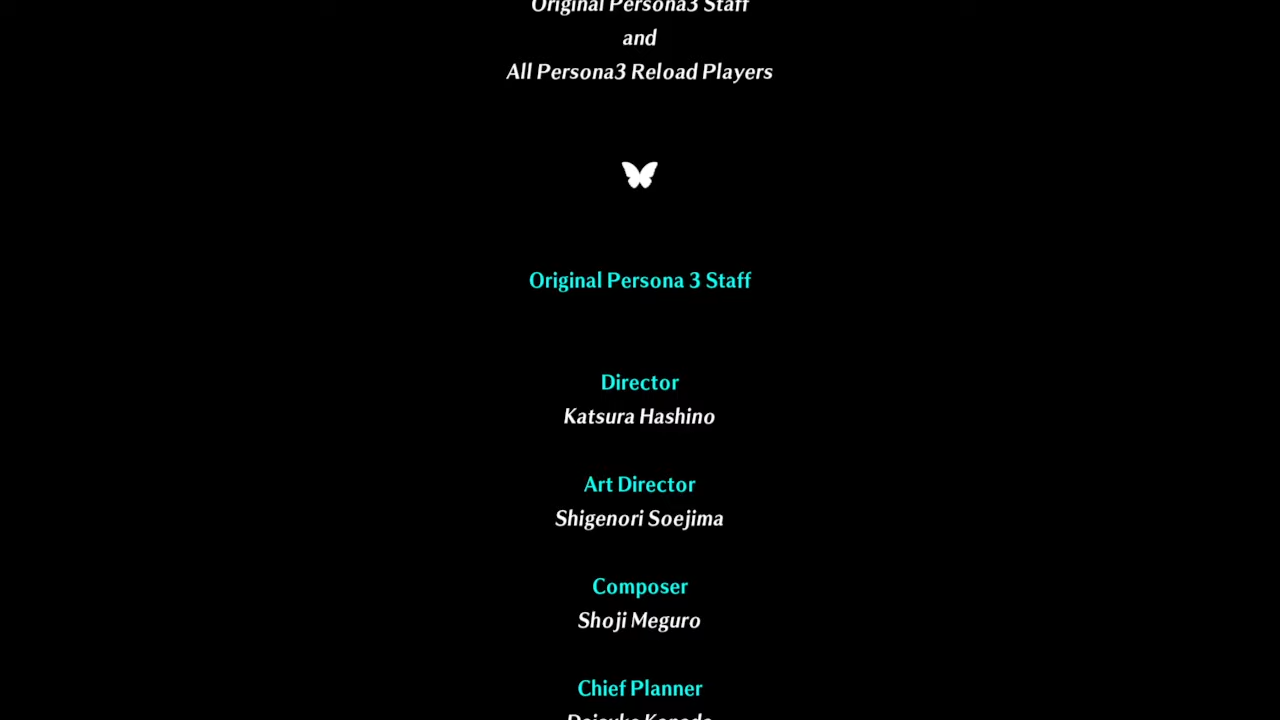 Original Persona3 Staff
and
All Persona3 Reload Players
Original Persona 3 Staff
Director
Katsura Hashino
Art Director
Shigenori Soejima
Composer
Shoji Meguro
Chief Planner